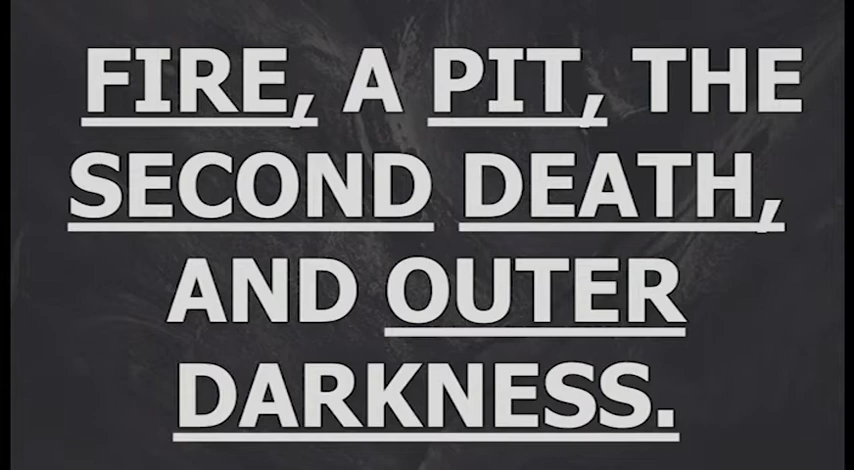 FIRE, A PIT, THE
SECOND DEATH,
AND OUTER
DARKNESS.